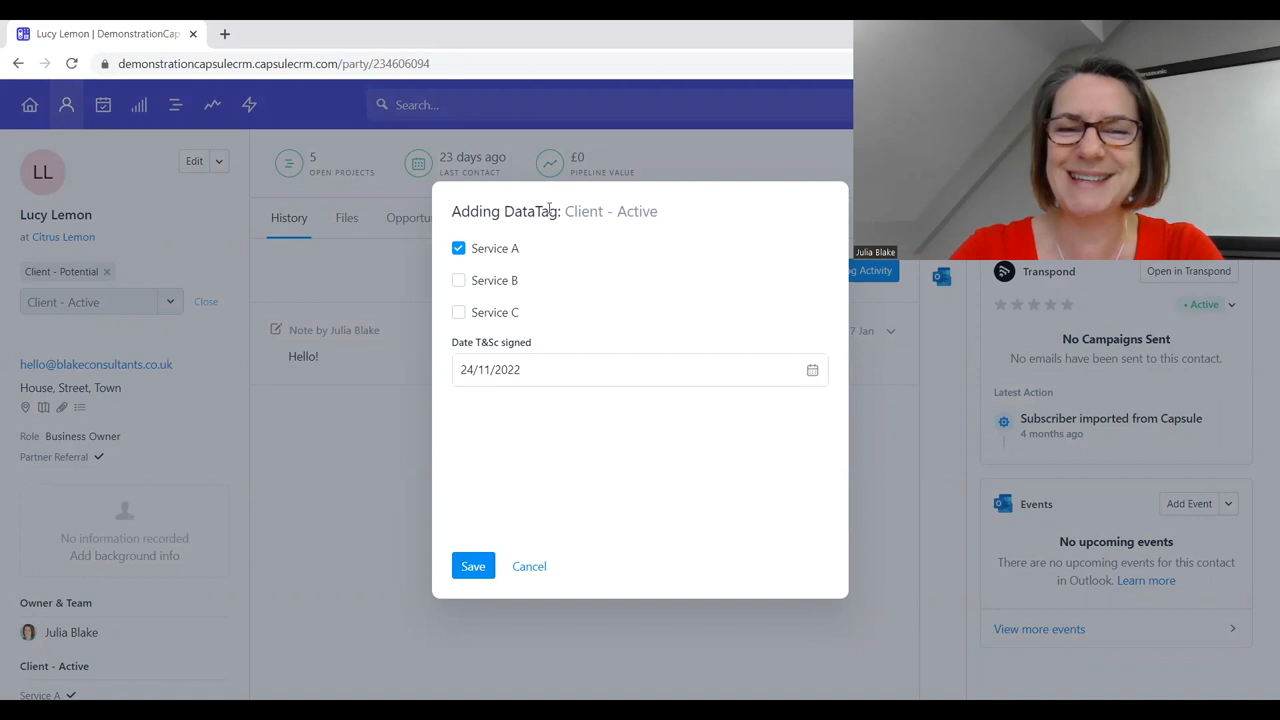 Lucy Lemon | DemonstrationCap
demonstrationcapsulecrm.capsulecrm.com/party/234606094
Search...
LL
Edit
Lucy Lemon
at Citrus Lemon
Client - Potential
Client - Active
Close
hello@blakeconsultants.co.uk
House, Street, Town
Role Business Owner
Partner Referral
No information recorded
Add background info
Owner & Team
Julia Blake
Client - Active
Service A
5
OPEN PROJECTS
23 days ago
LAST CONTACT
£0
PIPELINE VALUE
History
Files
Note by Julia Blake
Hello!
Adding DataTag: Client - Active
Service A
Service B
Service C
Date T&Sc signed
24/11/2022
Save
Cancel
Activity
7 Jan
Panasonic
Julia Blake
Transpond
Open in Transpond
Active
No Campaigns Sent
No emails have been sent to this contact.
Latest Action
Subscriber imported from Capsule
4 months ago
Events
Add Event
No upcoming events
There are no upcoming events for this contact
in Outlook. Learn more
View more events